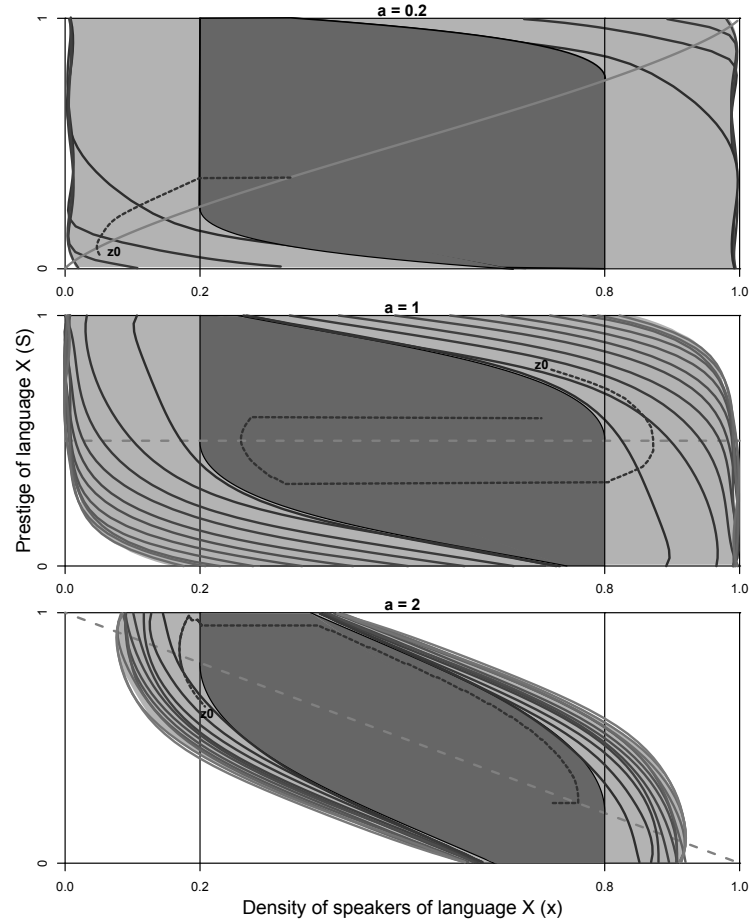 a = 0.2
1
0
z0
0.0 0.2 0.8 1.0
a = 1
1
0
z0
0.0 0.2 0.8 1.0
a = 2
1
0
z0
0.0 0.2 0.8 1.0
Prestige of language X (S)
Density of speakers of language X (x)